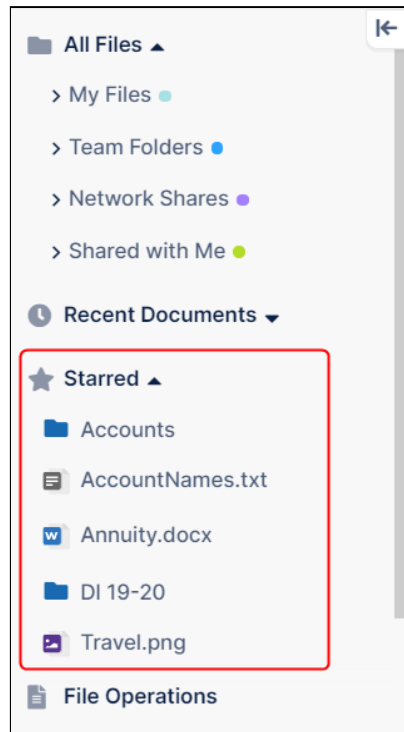 All Files
My Files
Team Folders
Network Shares
Shared with Me
Recent Documents
Starred
Accounts
AccountNames.txt
W Annuity.docx
DI 19-20
Travel.png
File Operations